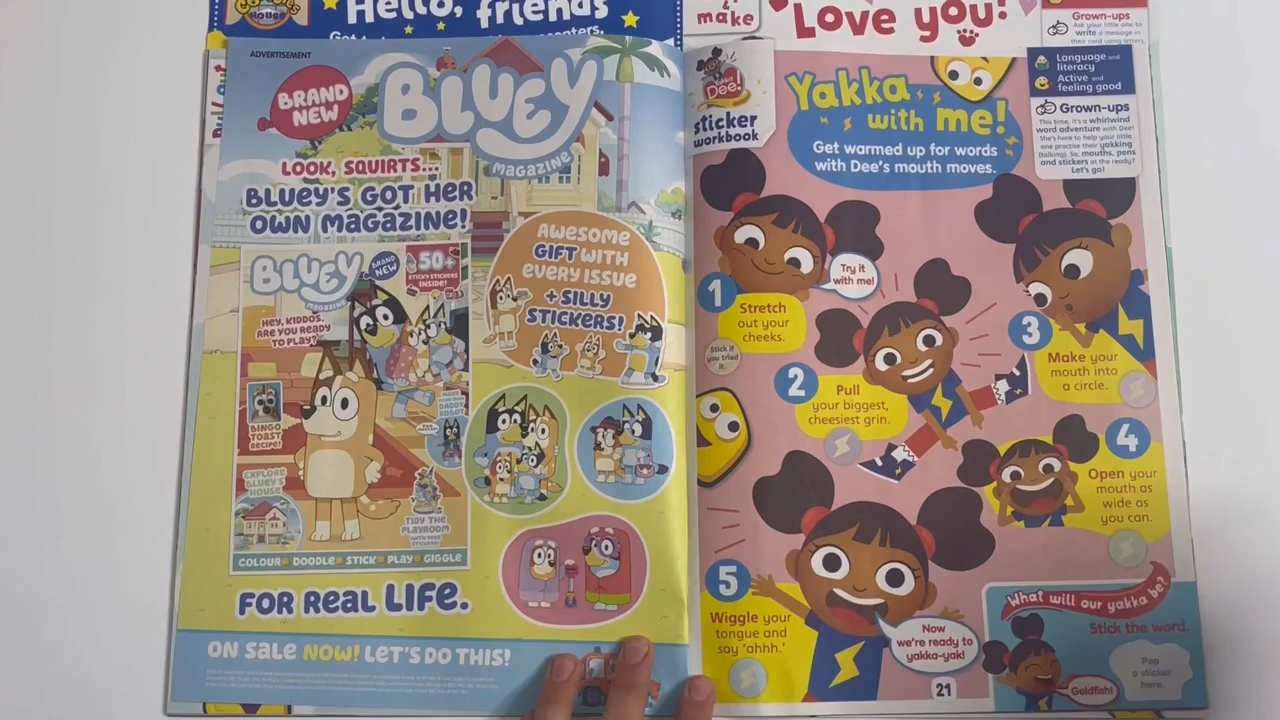 House
Hello, friends
ADVERTISEMENT
BRAND
NEW
BLUEY
MAGAZINE
LOOK, SQUIRTS...
BLUEY'S GOT HER
OWN MAGAZINE!
AWESOME
GIFT WITH
EVERY ISSUE
+ SILLY
STICKERS!
BLUEY
MAGAZINE
BRAND
NEW
50+
STICKY STICKERS
INSIDE!
HEY, KIDDOS,
ARE YOU READY
TO PLAY?
BINGO
TOAST
RECIPE!
EXPLORE
BLUEY'S
HOUSE
TIDY THE
PLAYROOM
WITH YOUR
STICKERS!
COLOUR DOODLE STICK PLAY GIGGLE
FOR REAL LIFE.
ON SALE NOW! LET'S DO THIS!
make
Love you!
Grown-ups
Ask your little one to
write a message in
their card using letters,
Yakka
Dee!
sticker
workbook
Yakka
with me!
Get warmed up for words
with Dee's mouth moves.
Language and
literacy
Active and
feeling good
Grown-ups
This time, it's a whirlwind
word adventure with Dee!
She's here to help your little
one practise their yakking
(talking). So, mouths, pens
and stickers at the ready?
Let's go!
Try it
with me!
1
Stretch
out your
cheeks.
Stick if
you tried
it.
2
Pull
your biggest,
cheesiest grin.
3
Make your
mouth into
a circle.
4
Open your
mouth as
wide as
you can.
5
Wiggle your
tongue and
say 'ahhh.'
Now
we're ready to
yakka-yak!
21
What will our yakka be?
Stick the word.
Goldfish!
Pop
a sticker
here.